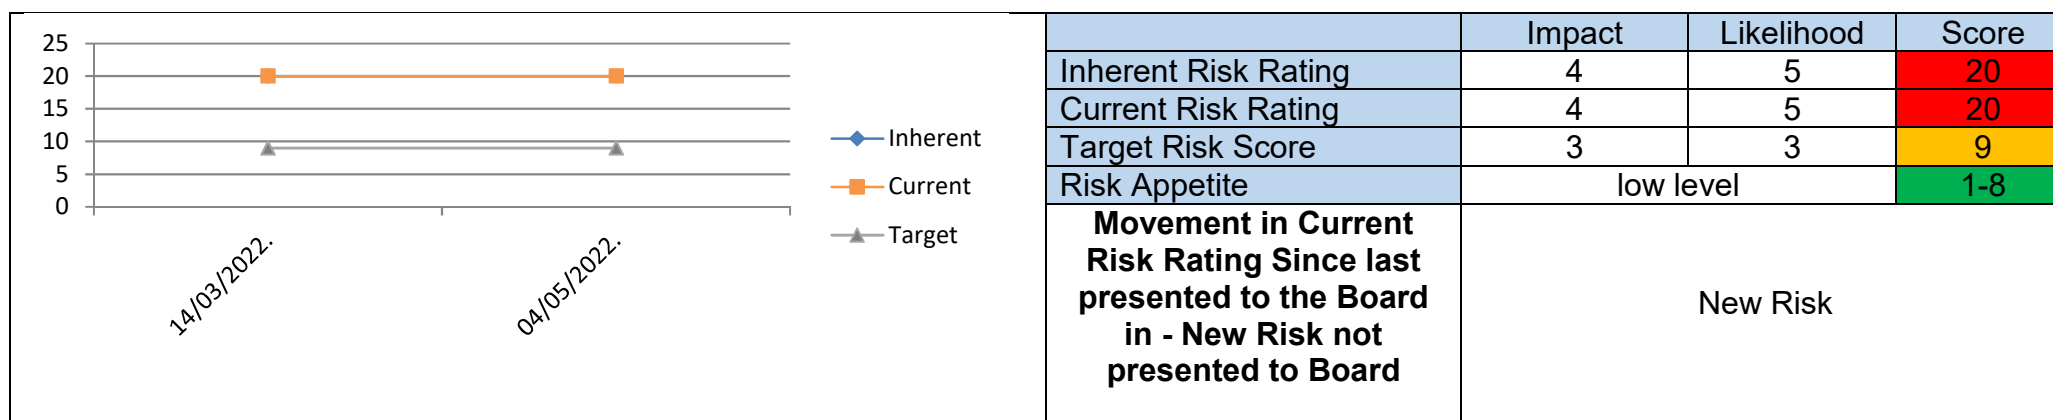 25
20
15
10
5
0
14/03/2022.
04/05/2022.
Inherent
Current
Target
Impact Likelihood Score
Inherent Risk Rating 4 5 20
Current Risk Rating 4 5 20
Target Risk Score 3 3 9
Risk Appetite low level 1-8
Movement in Current
Risk Rating Since last
presented to the Board
in - New Risk not
presented to Board
New Risk